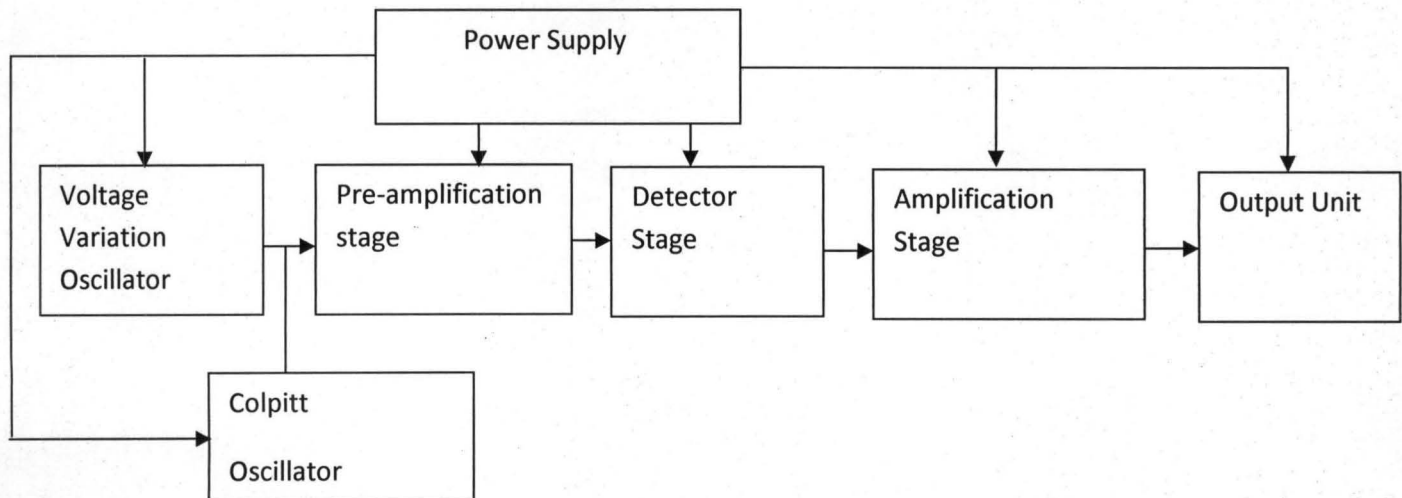 Power Supply
Voltage
Variation
Oscillator
Pre-amplification
stage
Detector
Stage
Amplification
Stage
Output Unit
Colpitt
Oscillator